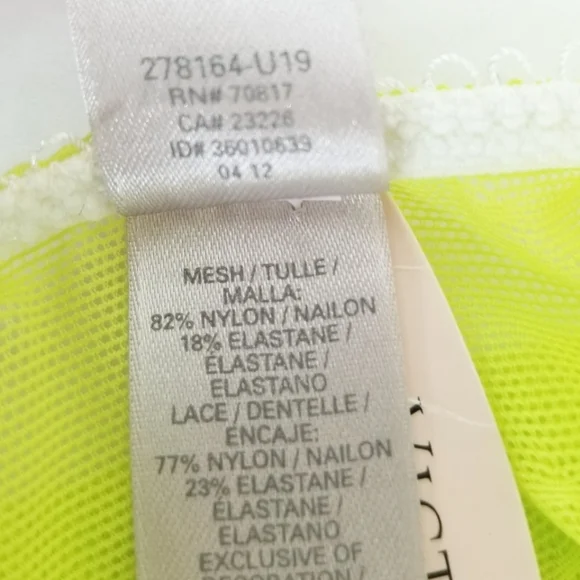 278164-U19
RN# 70817
CA# 23226
ID# 36010639
04 12
MESH / TULLE /
MALLA:
82% NYLON / NAILON
18% ELASTANE /
ÉLASTANE /
ELASTANO
LACE / DENTELLE /
ENCAJE:
77% NYLON / NAILON
23% ELASTANE /
ÉLASTANE /
ELASTANO
EXCLUSIVE OF
DECORATION /